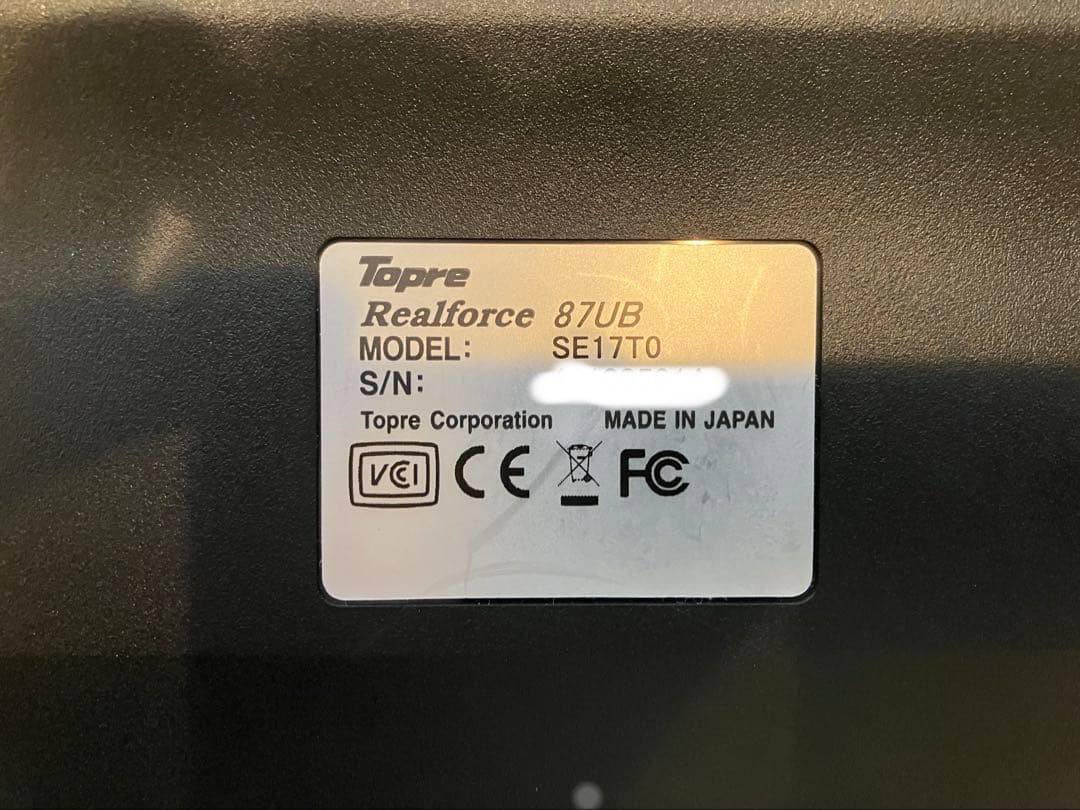 Topre
Realforce 87UB
MODEL: SE17T0
S/N:
Topre Corporation MADE IN JAPAN
VCI CE FC